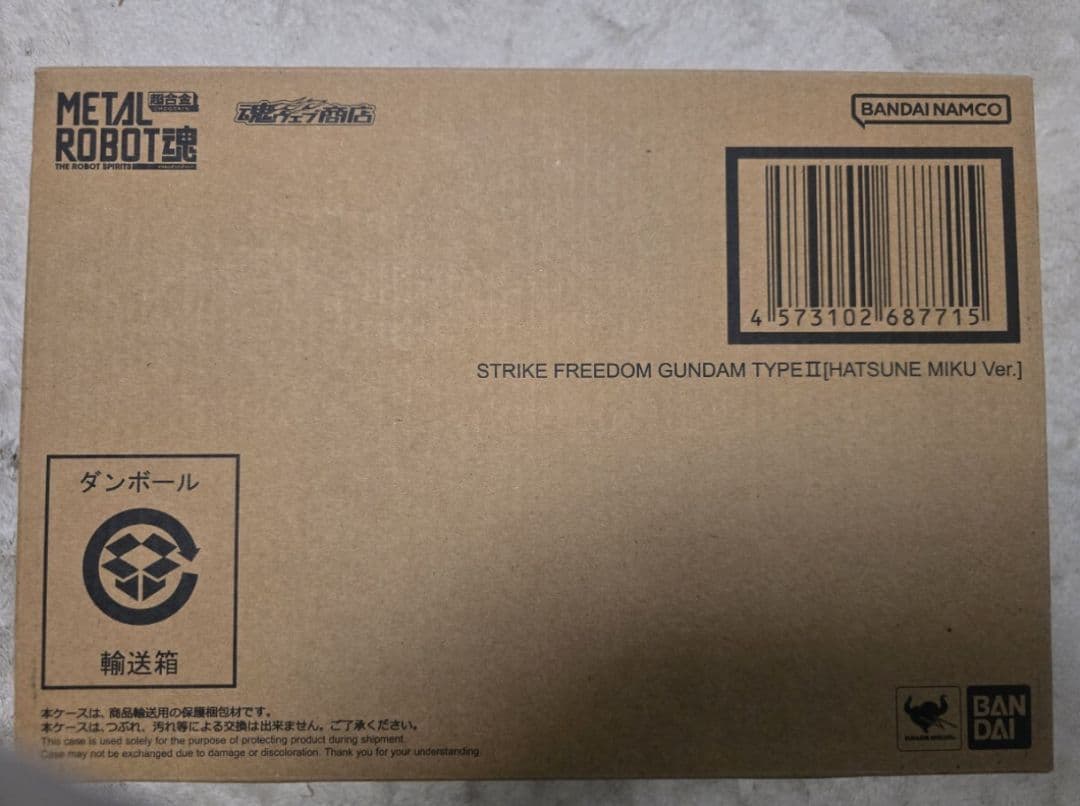 METAL 超合金
ROBOT魂
THE ROBOT SPIRITS
魂ウェブ商店
BANDAI NAMCO
4 573102 687715
STRIKE FREEDOM GUNDAM TYPEⅡ[HATSUNE MIKU Ver.]
ダンボール
輸送箱
本ケースは、商品輸送用の保護梱包材です。
本ケースは、つぶれ、汚れ等による交換は出来ません。ご了承ください。
This case is used solely for the purpose of protecting product during shipment.
Case may not be exchanged due to damage or discoloration. Thank you for your understanding.
BAN
DAI